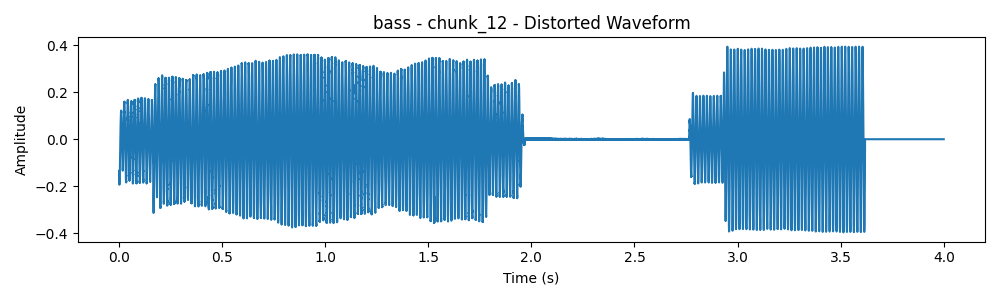 bass - chunk_12 - Distorted Waveform
Amplitude
0.4
0.2
0.0
−0.2
−0.4
0.0 0.5 1.0 1.5 2.0 2.5 3.0 3.5 4.0
Time (s)